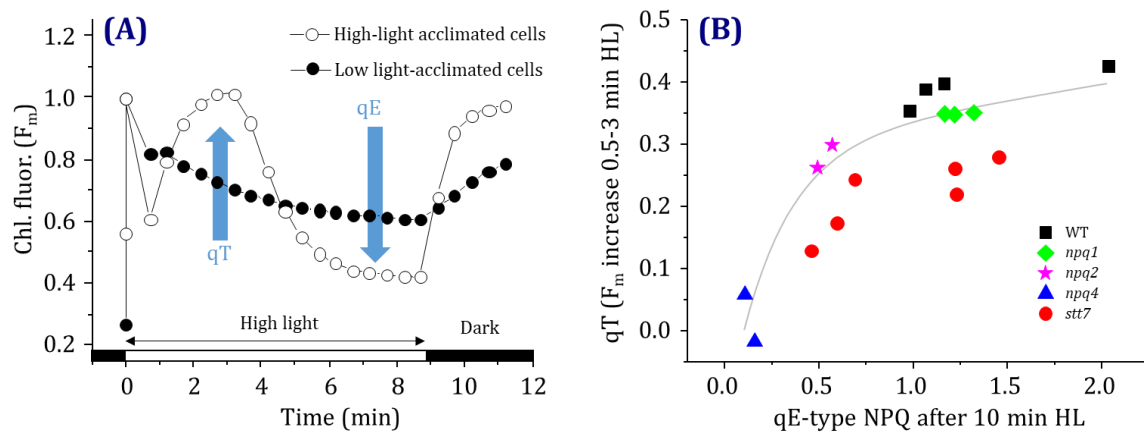 (A)
High-light acclimated cells
Low light-acclimated cells
Chl. fluor. (Fₘ)
1.2
1.0
0.8
0.6
0.4
0.2
qE
qT
High light
Dark
0 2 4 6 8 10 12
Time (min)
(B)
qT (Fₘ increase 0.5-3 min HL)
0.5
0.4
0.3
0.2
0.1
0.0
WT
npq1
npq2
npq4
stt7
0.0 0.5 1.0 1.5 2.0
qE-type NPQ after 10 min HL